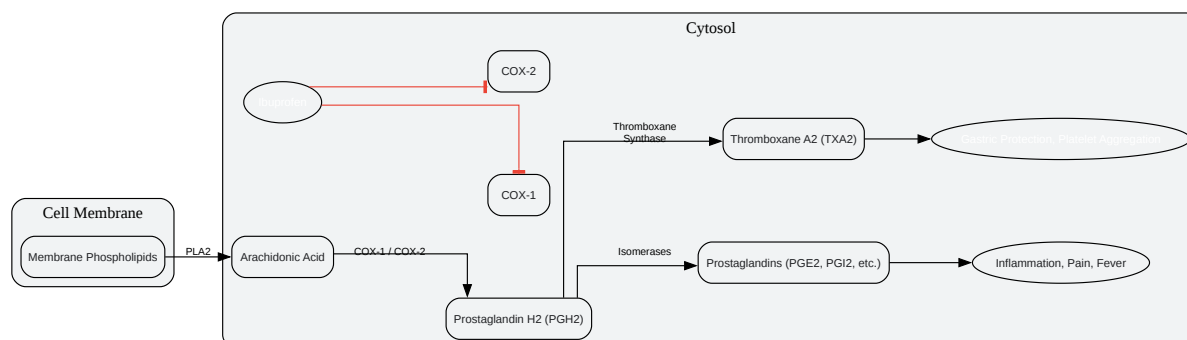 Cytosol
COX-2
Ibuprofen
Thromboxane
Synthase
Thromboxane A2 (TXA2)
Gastric Protection, Platelet Aggregation
COX-1
Cell Membrane
Membrane Phospholipids
PLA2
Arachidonic Acid
COX-1 / COX-2
Isomerases
Prostaglandins (PGE2, PGI2, etc.)
Inflammation, Pain, Fever
Prostaglandin H2 (PGH2)